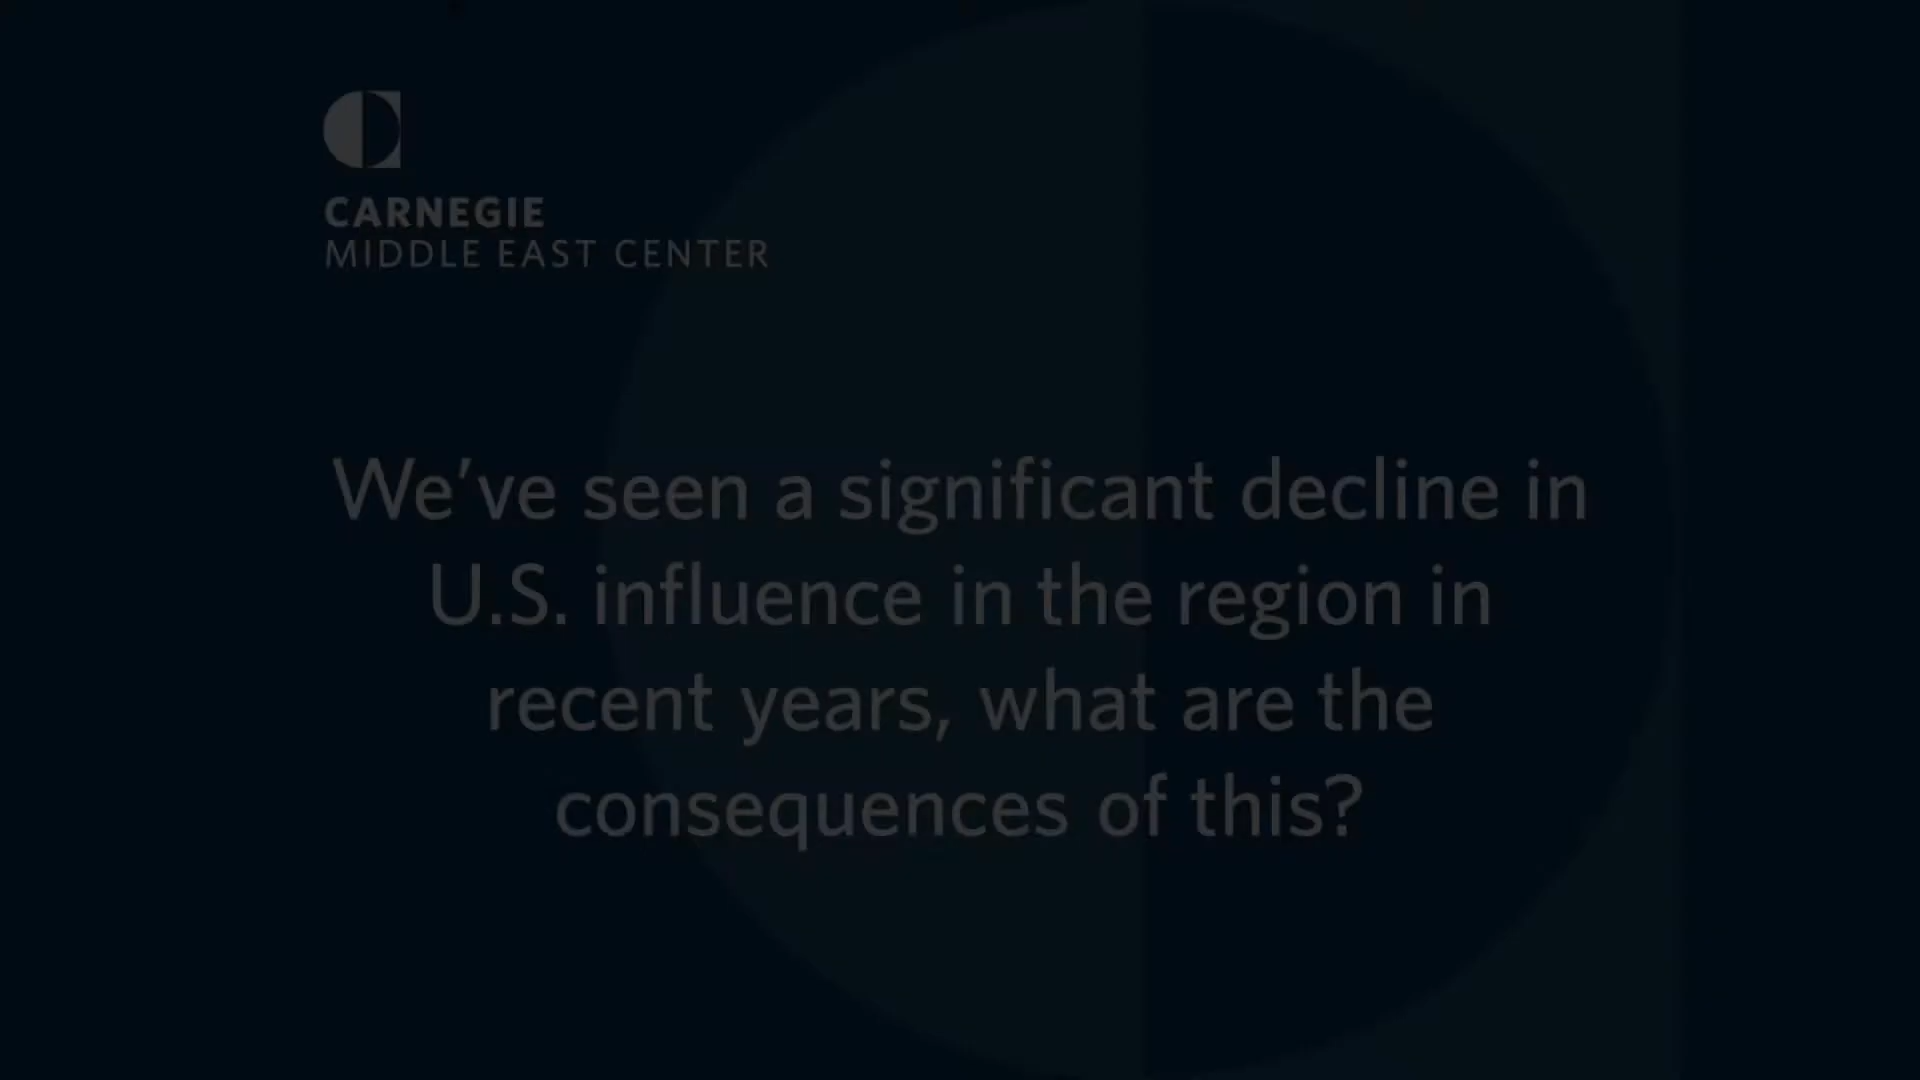 CARNEGIE
MIDDLE EAST CENTER
We've seen a significant decline in
U.S. influence in the region in
recent years, what are the
consequences of this?